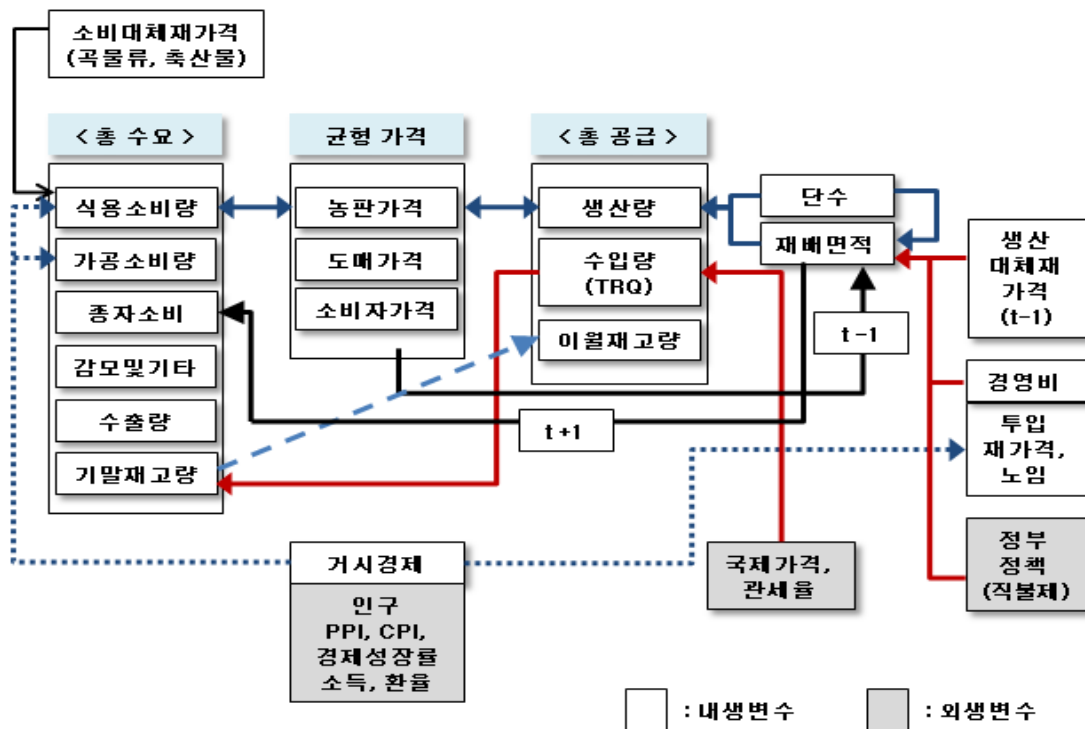 소비대체재가격
(곡물류, 축산물)
< 총 수요 >
균형 가격
< 총 공급 >
식용소비량
가공소비량
종자소비
감모및기타
수출량
기말재고량
농판가격
도매가격
소비자가격
생산량
수입량
(TRQ)
이월재고량
단수
재배면적
t-1
t+1
생산
대체재
가격
(t-1)
경영비
투입
재가격,
노임
정부
정책
(직불제)
거시경제
인구
PPI, CPI,
경제성장률
소득, 환율
국제가격,
관세율
: 내생변수
: 외생변수